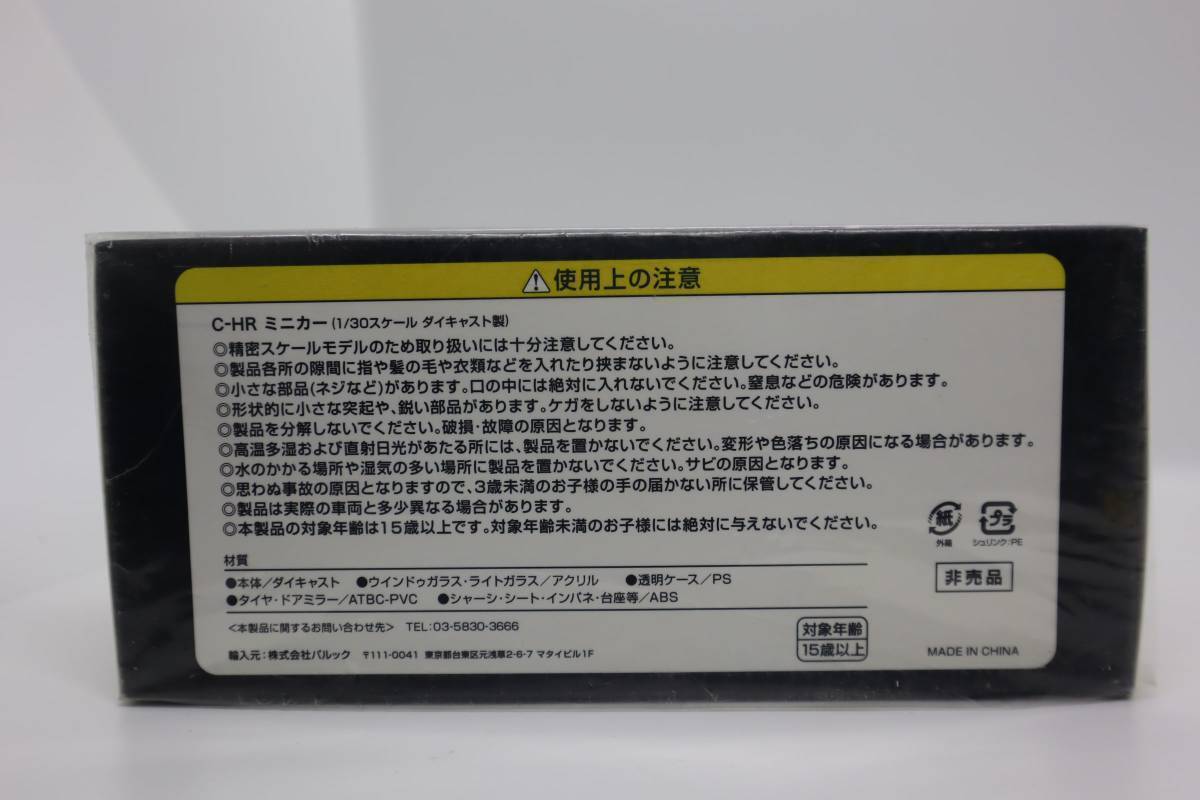 使用上の注意
C-HR ミニカー(1/30スケール ダイキャスト製)
◎精密スケールモデルのため取り扱いには十分注意してください。
◎製品各所の隙間に指や髪の毛や衣類などを入れたり挟まないように注意してください。
◎小さな部品(ネジなど)があります。口の中には絶対に入れないでください。窒息などの危険があります。
◎形状的に小さな突起や、鋭い部品があります。ケガをしないように注意してください。
◎製品を分解しないでください。破損・故障の原因となります。
◎高温多湿および直射日光があたる所には、製品を置かないでください。変形や色落ちの原因になる場合があります。
◎水のかかる場所や湿気の多い場所に製品を置かないでください。サビの原因となります。
◎思わぬ事故の原因となりますので、3歳未満のお子様の手の届かない所に保管してください。
◎製品は実際の車両と多少異なる場合があります。
◎本製品の対象年齢は15歳以上です。対象年齢未満のお子様には絶対に与えないでください。
紙 プラ
外箱 シュリンク:PE
材質
●本体/ダイキャスト ●ウインドゥガラス・ライトガラス/アクリル ●透明ケース/PS
●タイヤ・ドアミラー/ATBC-PVC ●シャーシ・シート・インパネ・台座等/ABS
非売品
<本製品に関するお問い合わせ先> TEL:03-5830-3666
輸入元:株式会社バルック 〒111-0041 東京都台東区元浅草2-6-7 マタイビル1F
対象年齢
15歳以上
MADE IN CHINA